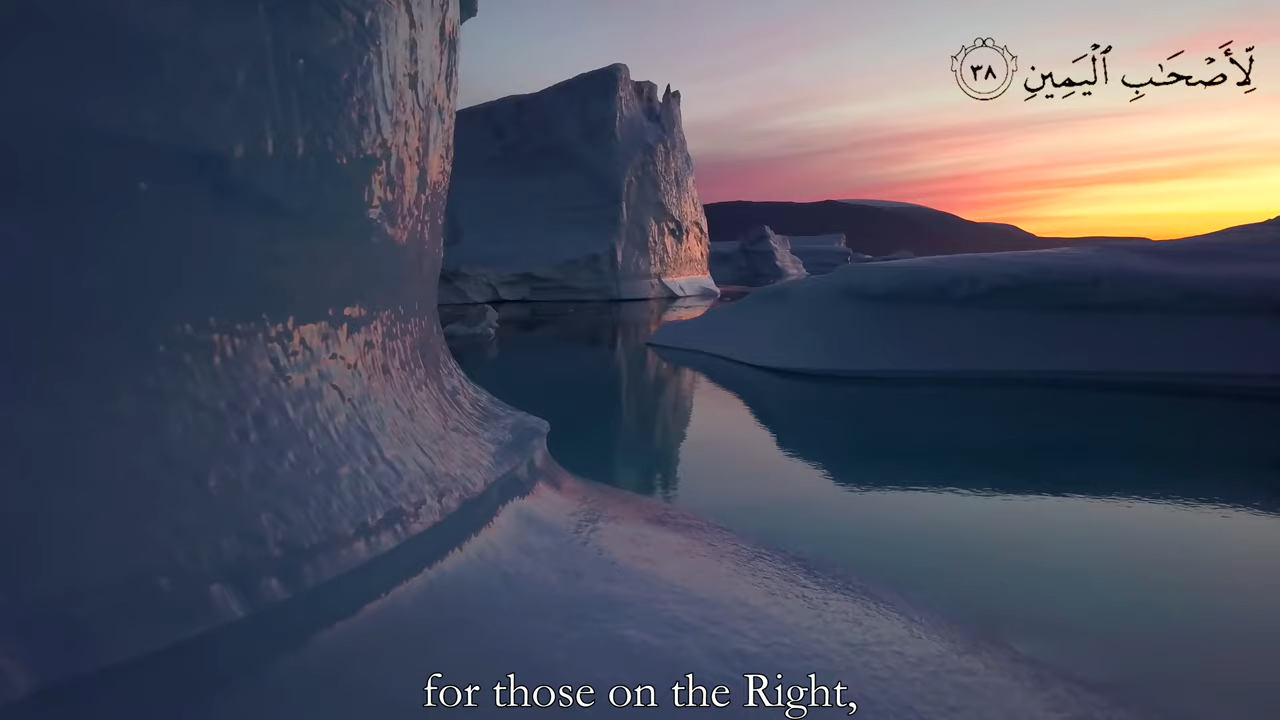 لِّأَصْحَٰبِ ٱلْيَمِينِ ٣٨
for those on the Right,